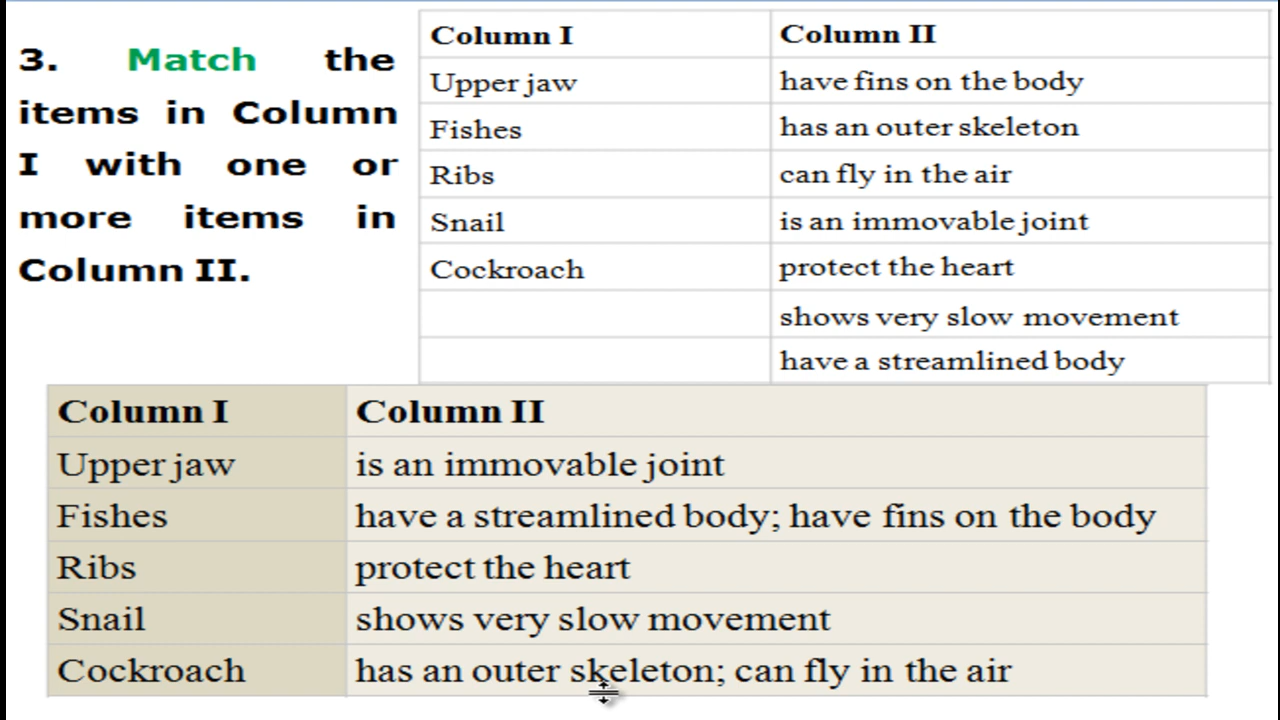 3. Match the
items in Column
I with one or
more items in
Column II.
Column I Column II
Upper jaw have fins on the body
Fishes has an outer skeleton
Ribs can fly in the air
Snail is an immovable joint
Cockroach protect the heart
shows very slow movement
have a streamlined body
Column I Column II
Upper jaw is an immovable joint
Fishes have a streamlined body; have fins on the body
Ribs protect the heart
Snail shows very slow movement
Cockroach has an outer skeleton; can fly in the air